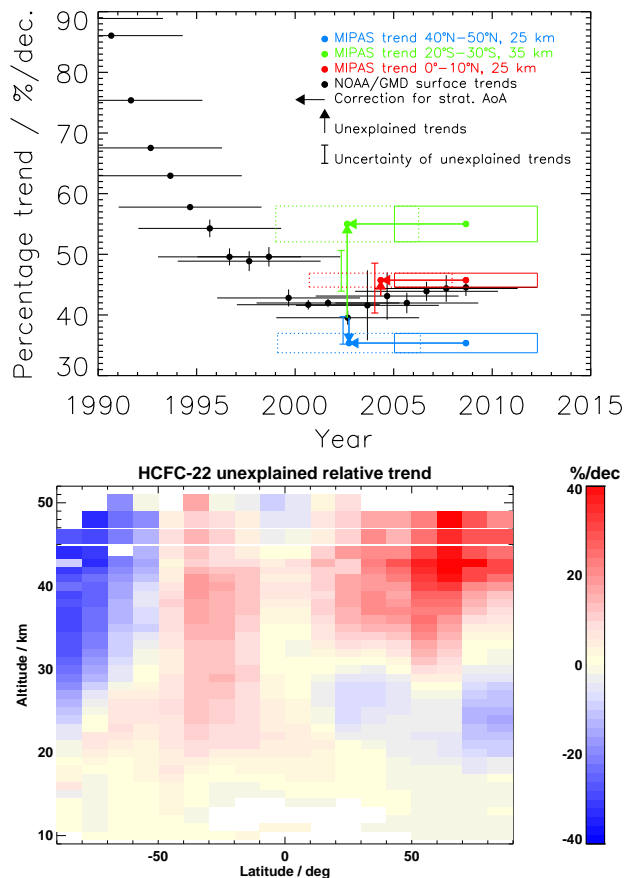 Percentage trend / %/dec.
90
80
70
60
50
40
30
MIPAS trend 40°N−50°N, 25 km
MIPAS trend 20°S−30°S, 35 km
MIPAS trend 0°−10°N, 25 km
NOAA/GMD surface trends
Correction for strat. AoA
Unexplained trends
Uncertainty of unexplained trends
1990 1995 2000 2005 2010 2015
Year
HCFC-22 unexplained relative trend
%/dec
Altitude / km
50
40
30
20
10
-50 0 50
Latitude / deg
40
20
0
-20
-40